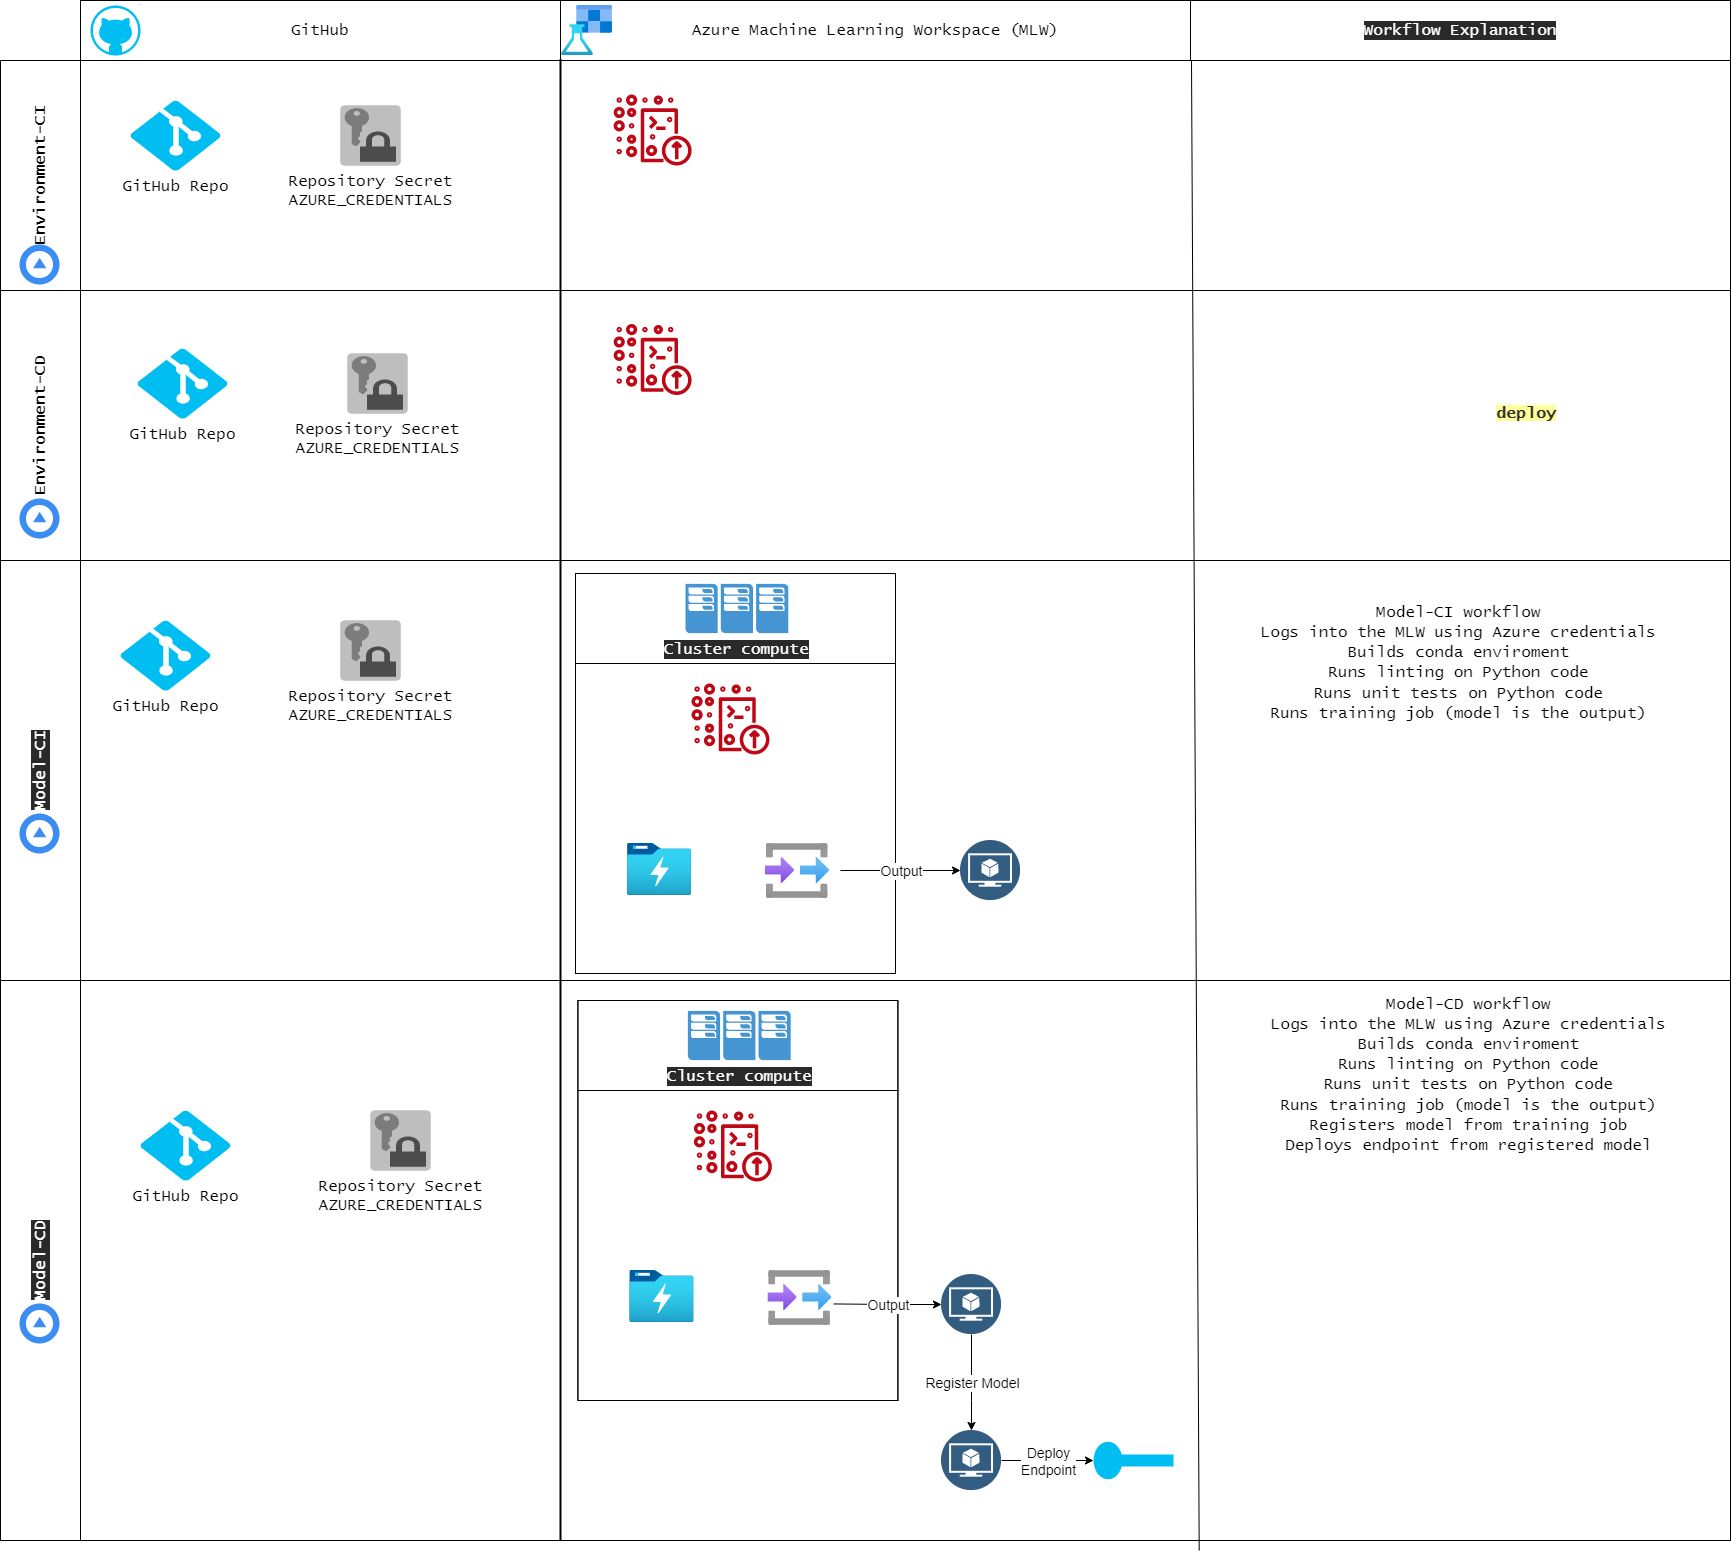 GitHub
Azure Machine Learning Workspace (MLW)
Workflow Explanation
Environment-CI
GitHub Repo
Repository Secret
AZURE_CREDENTIALS
Environment-CD
GitHub Repo
Repository Secret
AZURE_CREDENTIALS
deploy
Model-CI
GitHub Repo
Repository Secret
AZURE_CREDENTIALS
Cluster compute
Output
Model-CI workflow
Logs into the MLW using Azure credentials
Builds conda enviroment
Runs linting on Python code
Runs unit tests on Python code
Runs training job (model is the output)
Model-CD
GitHub Repo
Repository Secret
AZURE_CREDENTIALS
Cluster compute
Output
Register Model
Deploy
Endpoint
Model-CD workflow
Logs into the MLW using Azure credentials
Builds conda enviroment
Runs linting on Python code
Runs unit tests on Python code
Runs training job (model is the output)
Registers model from training job
Deploys endpoint from registered model